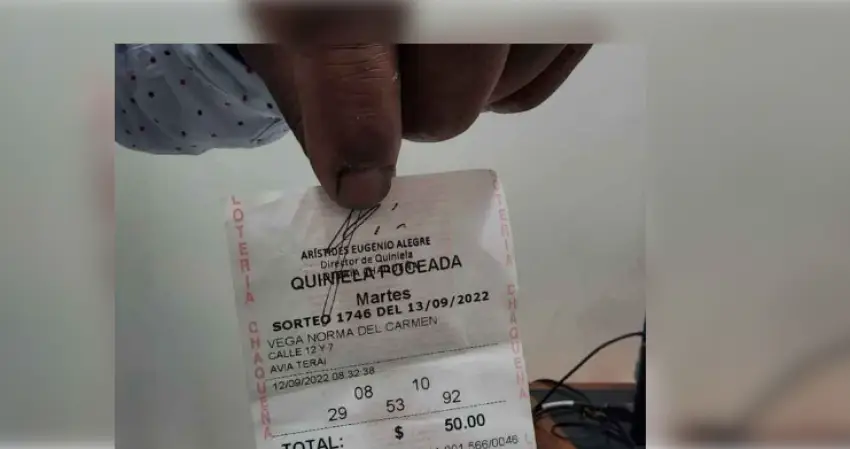 LOTERIA CHAQUEÑA
LOTERIA CHAQUEÑA
ARÍSTIDES EUGENIO ALEGRE
Director de Quiniela
QUINIELA POCEADA
Martes
SORTEO 1746 DEL 13/09/2022
VEGA NORMA DEL CARMEN
CALLE 12 Y 7
AVIA TERAI
12/09/2022 08:32:38
08 10
29 53 92
TOTAL: $ 50.00